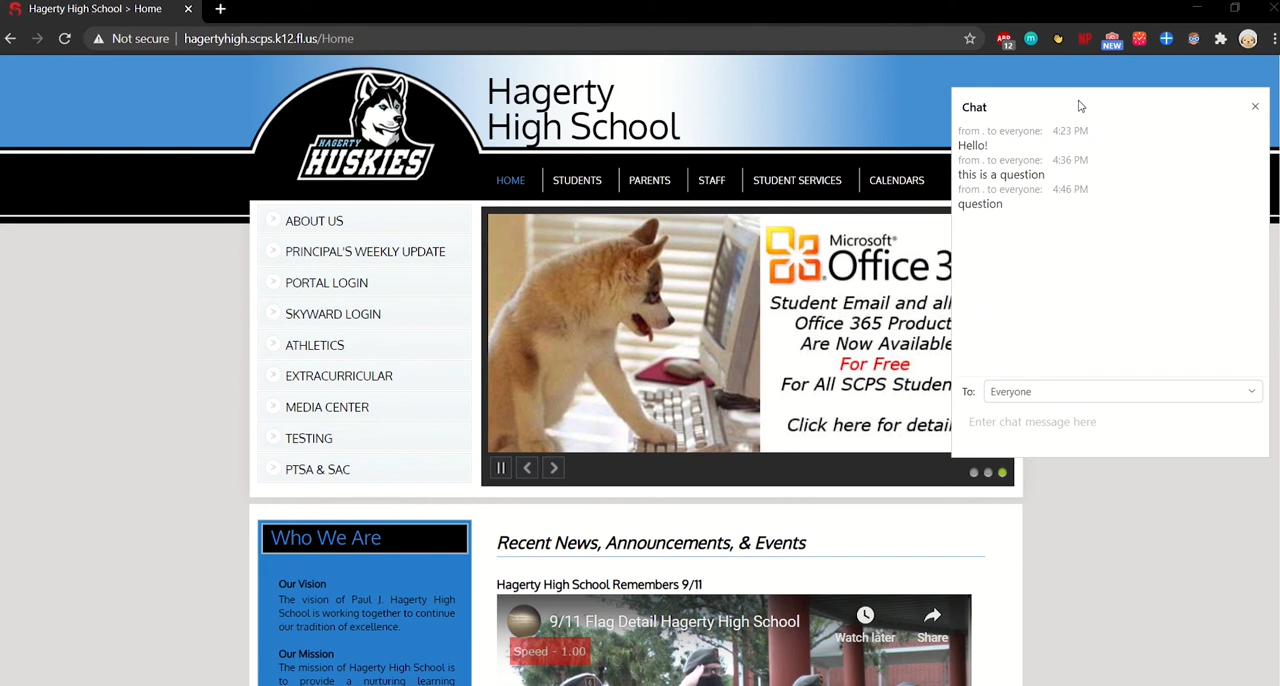 Hagerty High School > Home
Not secure | hagertyhigh.scps.k12.fl.us/Home
12
NEW
Hagerty
High School
HAGERTY
HUSKIES
HOME
STUDENTS
PARENTS
STAFF
STUDENT SERVICES
CALENDARS
ABOUT US
PRINCIPAL'S WEEKLY UPDATE
PORTAL LOGIN
SKYWARD LOGIN
ATHLETICS
EXTRACURRICULAR
MEDIA CENTER
TESTING
PTSA & SAC
Microsoft®
Office 3
Student Email and all
Office 365 Product
Are Now Available
For Free
For All SCPS Studen
Click here for detail
Chat
from . to everyone: 4:23 PM
Hello!
from . to everyone: 4:36 PM
this is a question
from . to everyone: 4:46 PM
question
To: Everyone
Enter chat message here
Who We Are
Our Vision
The vision of Paul J. Hagerty High
School is working together to continue
our tradition of excellence.
Our Mission
The mission of Hagerty High School is
to provide a nurturing learning
Recent News, Announcements, & Events
Hagerty High School Remembers 9/11
9/11 Flag Detail Hagerty High School
Watch later
Share
Speed - 1.00